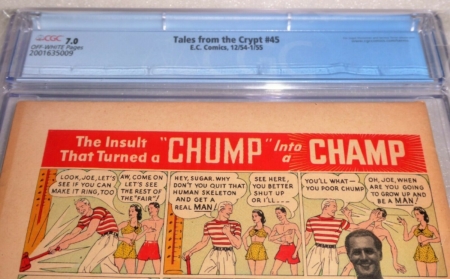 Tales from the Crypt #45
CGC 7.0
E.C. Comics, 12/54-1/55
OFF-WHITE Pages
2001635009
The Insult
That Turned a "CHUMP" Into a CHAMP
LOOK, JOE, LET'S
SEE IF YOU CAN
MAKE IT RING, TOO
AW, COME ON
LET'S SEE
THE REST OF
THE "FAIR"!
HEY, SUGAR. WHY
DON'T YOU QUIT THAT
HUMAN SKELETON
AND GET A
REAL MAN!
SEE HERE,
YOU BETTER
SHUT UP
OR I'LL...
YOU'LL WHAT —
YOU POOR CHUMP
OH, JOE, WHEN
ARE YOU GOING
TO GROW UP AND
BE A MAN!